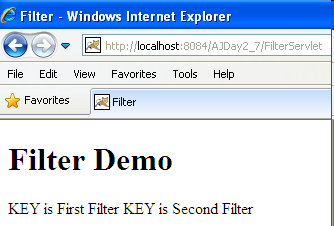 Filter - Windows Internet Explorer
http://localhost:8084/AJDay2_7/FilterServlet
File Edit View Favorites Tools Help
Favorites Filter
Filter Demo
KEY is First Filter KEY is Second Filter